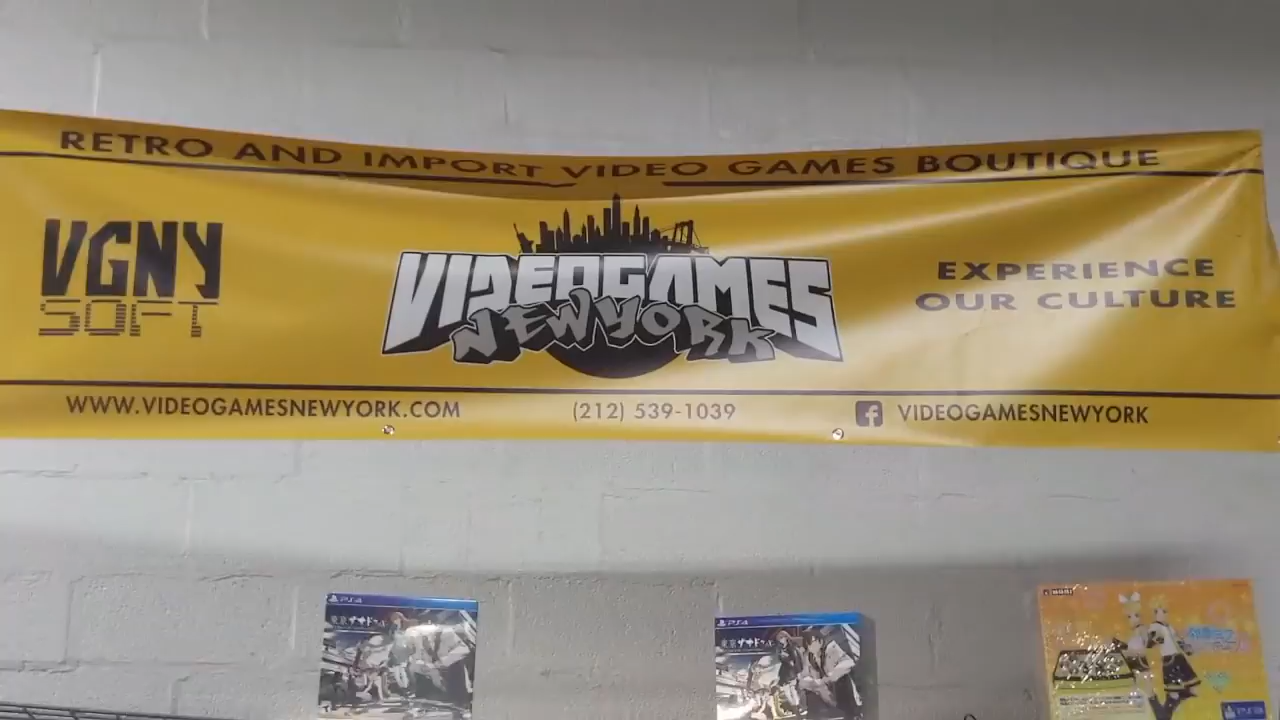 RETRO AND IMPORT VIDEO GAMES BOUTIQUE
VGNY
SOFT
VIDEOGAMES
NEWYORK
EXPERIENCE
OUR CULTURE
WWW.VIDEOGAMESNEWYORK.COM
(212) 539-1039
VIDEOGAMESNEWYORK
PS4
PS4
HORI